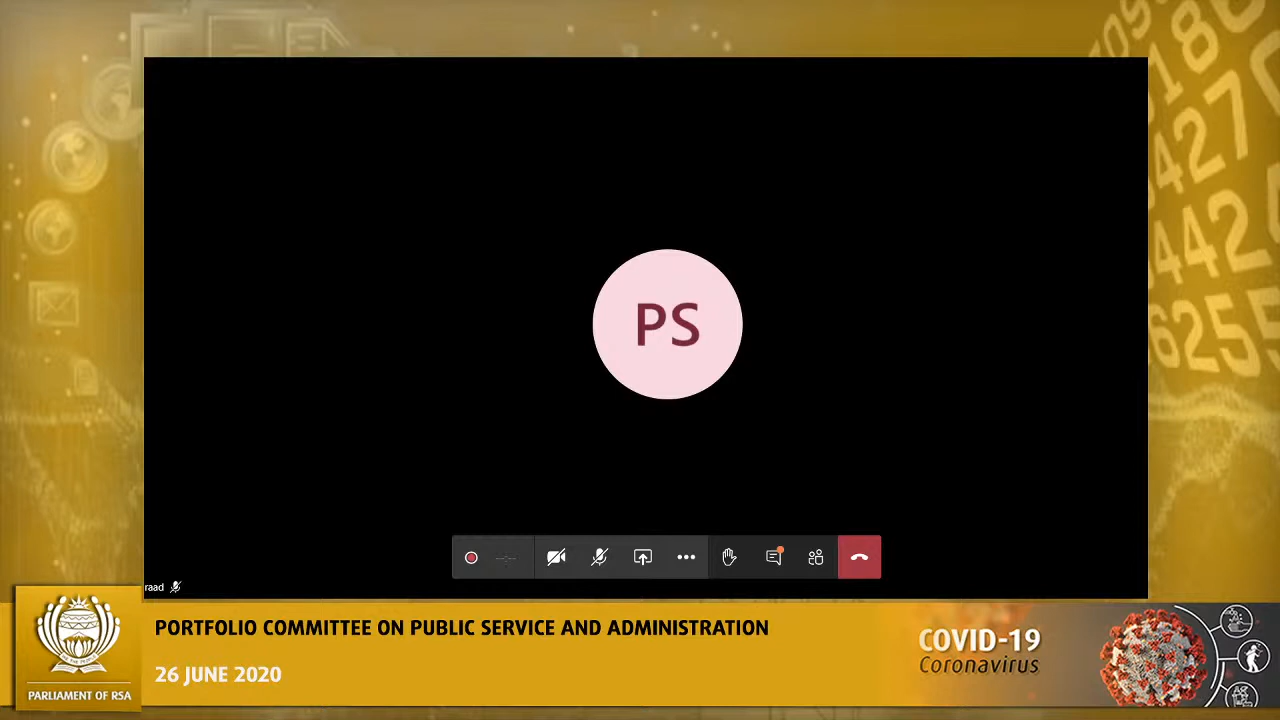 PS
raad
PORTFOLIO COMMITTEE ON PUBLIC SERVICE AND ADMINISTRATION
26 JUNE 2020
PARLIAMENT OF RSA
COVID-19
Coronavirus